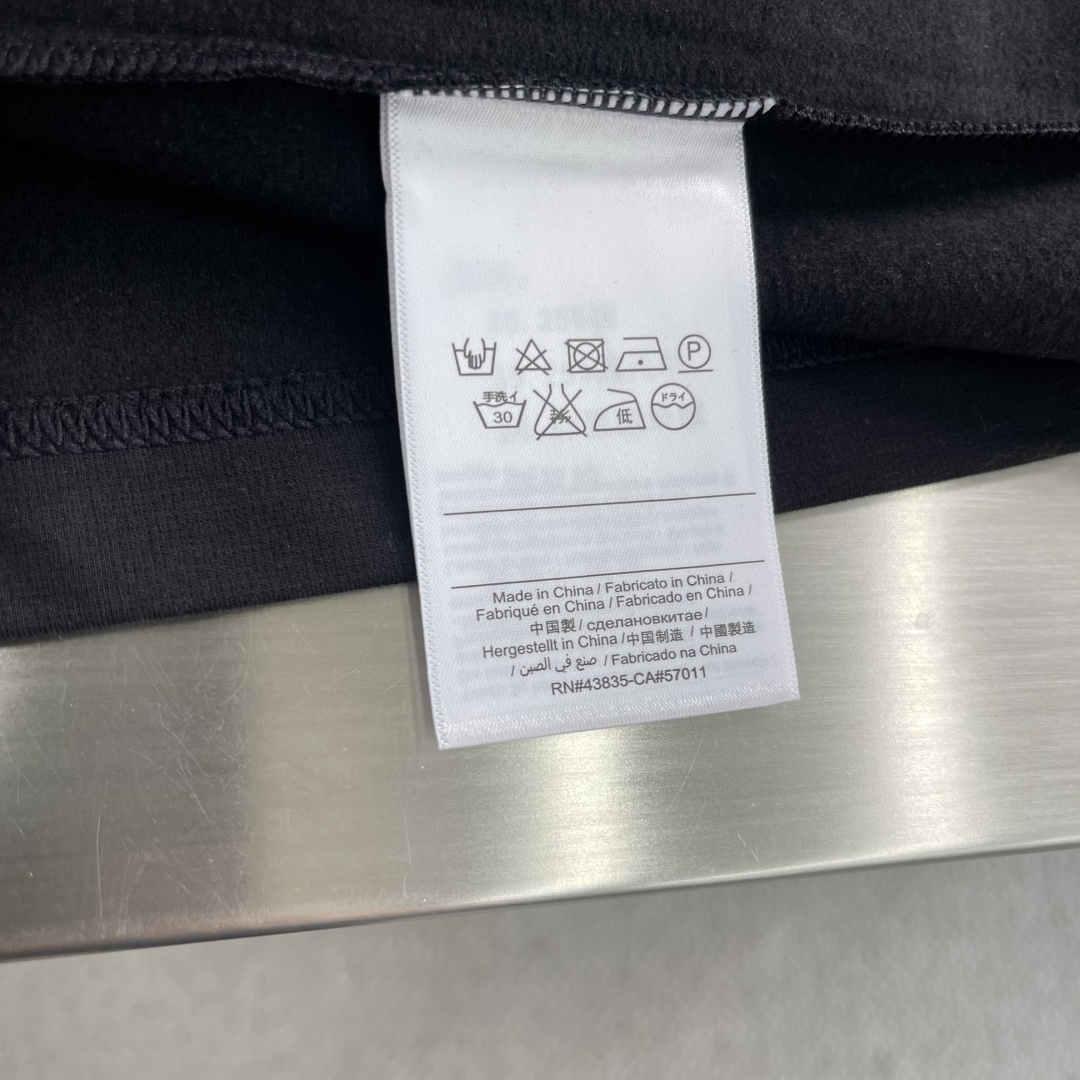 P
手洗イ ドライ
30 低
Made in China / Fabricato in China /
Fabriqué en China / Fabricado en China /
中国製 / сделановкитае /
Hergestellt in China /中国制造 / 中國製造
/ صنع في الصين / Fabricado na China
RN#43835-CA#57011